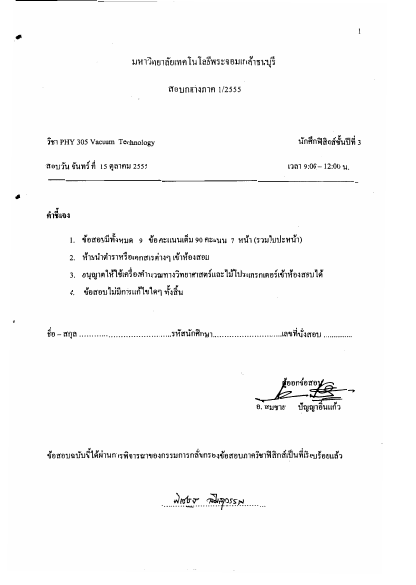 1
มหาวิทยาลัยเทคโนโลยีพระจอมเกล้าธนบุรี
สอบกลางภาค 1/2555
วิชา PHY 305 Vacuum Technology นักศึกฟิสิกส์ชั้นปีที่ 3
สอบวัน จันทร์ ที่ 15 ตุลาคม 2555 เวลา 9:00 – 12:00 น.
คำชี้แจง
1. ข้อสอบมีทั้งหมด 9 ข้อคะแนนเต็ม 90 คะแนน 7 หน้า (รวมใบปะหน้า)
2. ห้ามนำตำราหรือเอกสารต่างๆ เข้าห้องสอบ
3. อนุญาตให้ใช้เครื่องคำนวณทางวิทยาศาสตร์และไม้โปรแทรกเตอร์เข้าห้องสอบได้
4. ข้อสอบไม่มีการแก้ไขใดๆ ทั้งสิ้น
ชื่อ – สกุล ..............................รหัสนักศึกษา......................เลขที่นั่งสอบ .............
ผู้ออกข้อสอบ
อ. สมชาย ปัญญาอิ่นแก้ว
ข้อสอบฉบับนี้ได้ผ่านการพิจารณาของกรรมการกลั่นกรองข้อสอบภาควิชาฟิสิกส์เป็นที่เรียบร้อยแล้ว